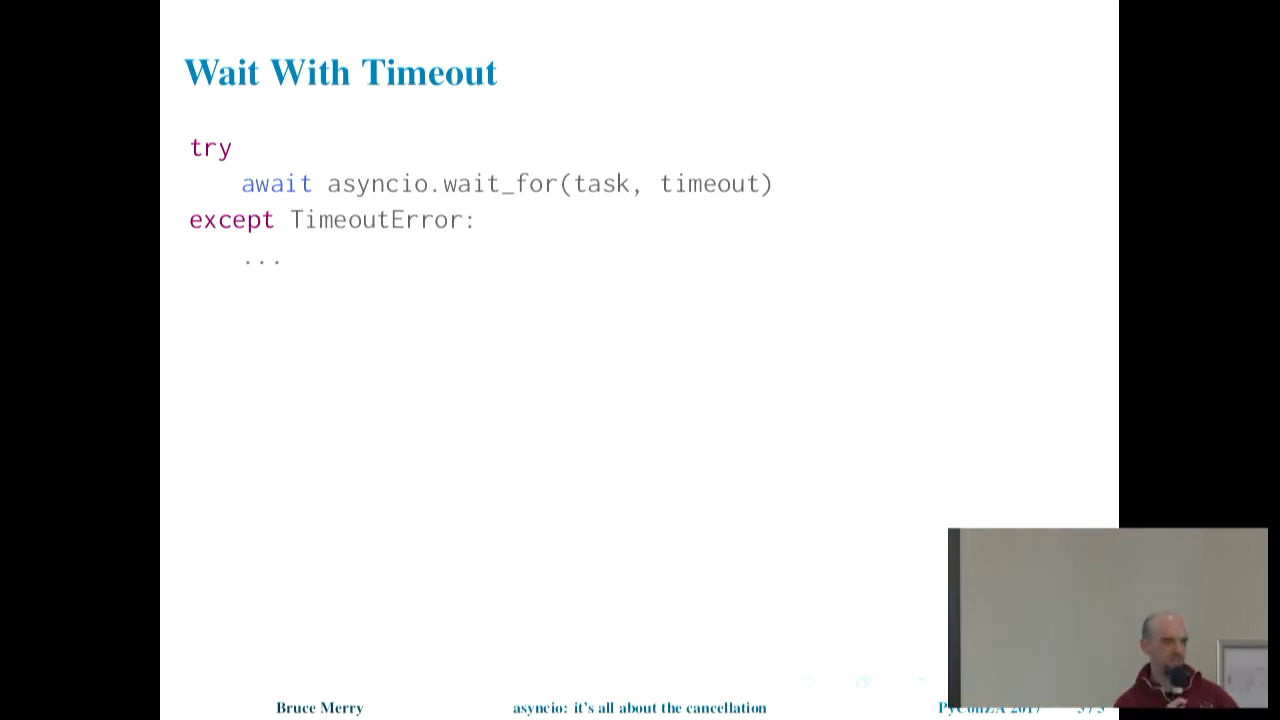 Wait With Timeout
try
await asyncio.wait_for(task, timeout)
except TimeoutError:
...
Bruce Merry asyncio: it's all about the cancellation